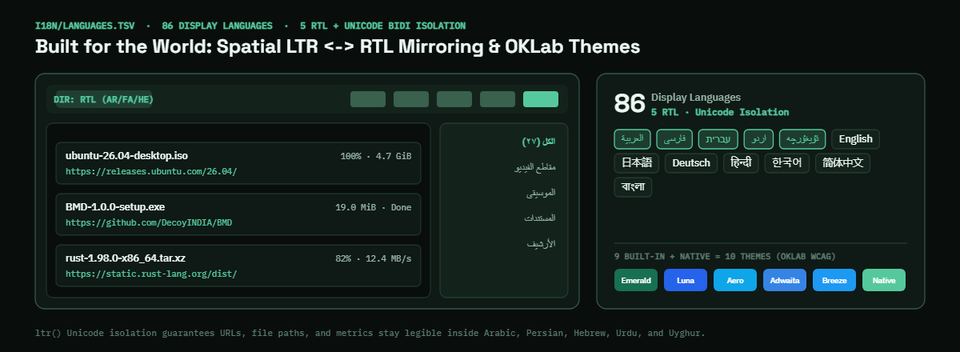 I18N/LANGUAGES.TSV · 86 DISPLAY LANGUAGES · 5 RTL + UNICODE BIDI ISOLATION
Built for the World: Spatial LTR <-> RTL Mirroring & OKLab Themes
DIR: RTL (AR/FA/HE)
ubuntu-26.04-desktop.iso 100% · 4.7 GiB
https://releases.ubuntu.com/26.04/
BMD-1.0.0-setup.exe 19.0 MiB · Done
https://github.com/DecoyINDIA/BMD
rust-1.98.0-x86_64.tar.xz 82% · 12.4 MB/s
https://static.rust-lang.org/dist/
الكل (٢٧)
مقاطع الفيديو
الموسيقى
المستندات
الأرشيف
86 Display Languages
5 RTL · Unicode Isolation
العربية فارسی עברית اردو ئۇيغۇرچە English
日本語 Deutsch हिन्दी 한국어 简体中文
বাংলা
9 BUILT-IN + NATIVE = 10 THEMES (OKLAB WCAG)
Emerald Luna Aero Adwaita Breeze Native
ltr() Unicode isolation guarantees URLs, file paths, and metrics stay legible inside Arabic, Persian, Hebrew, Urdu, and Uyghur.